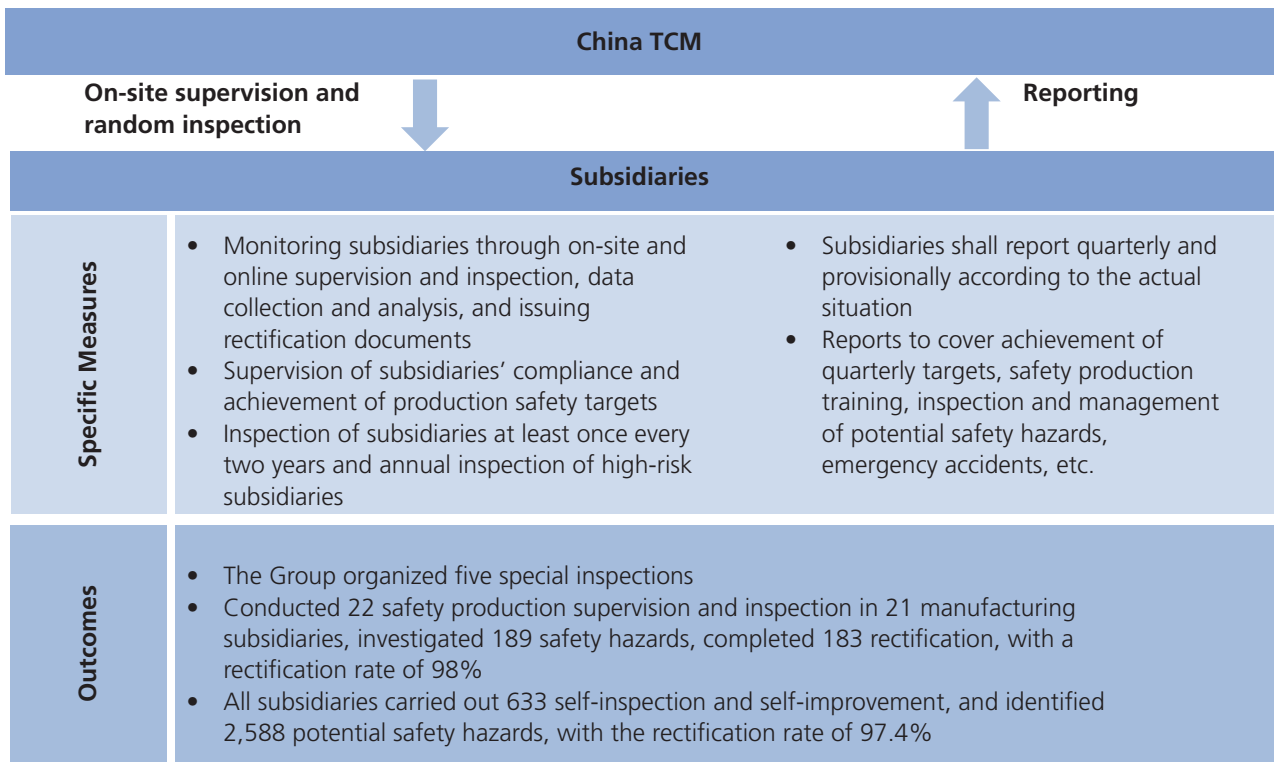 China TCM
On-site supervision and
random inspection
Reporting
Subsidiaries
Specific Measures
• Monitoring subsidiaries through on-site and
online supervision and inspection, data
collection and analysis, and issuing
rectification documents
• Supervision of subsidiaries’ compliance and
achievement of production safety targets
• Inspection of subsidiaries at least once every
two years and annual inspection of high-risk
subsidiaries
• Subsidiaries shall report quarterly and
provisionally according to the actual
situation
• Reports to cover achievement of
quarterly targets, safety production
training, inspection and management
of potential safety hazards,
emergency accidents, etc.
Outcomes
• The Group organized five special inspections
• Conducted 22 safety production supervision and inspection in 21 manufacturing
subsidiaries, investigated 189 safety hazards, completed 183 rectification, with a
rectification rate of 98%
• All subsidiaries carried out 633 self-inspection and self-improvement, and identified
2,588 potential safety hazards, with the rectification rate of 97.4%